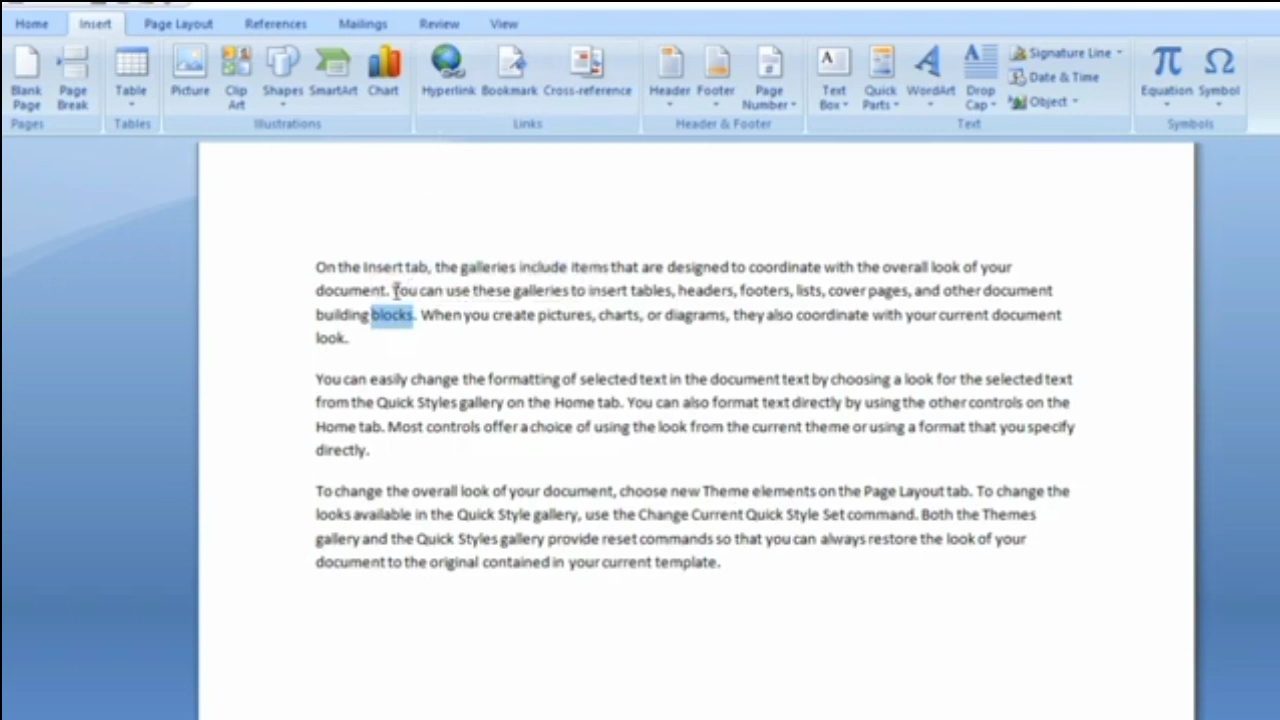 Home Insert Page Layout References Mailings Review View
Blank Page
Page Break
Table
Picture
Clip Art
Shapes
SmartArt
Chart
Hyperlink
Bookmark
Cross-reference
Header
Footer
Page Number
Text Box
Quick Parts
WordArt
Drop Cap
Signature Line
Date & Time
Object
Equation
Symbol
Pages Tables Illustrations Links Header & Footer Text Symbols
On the Insert tab, the galleries include items that are designed to coordinate with the overall look of your
document. You can use these galleries to insert tables, headers, footers, lists, cover pages, and other document
building blocks. When you create pictures, charts, or diagrams, they also coordinate with your current document
look.
You can easily change the formatting of selected text in the document text by choosing a look for the selected text
from the Quick Styles gallery on the Home tab. You can also format text directly by using the other controls on the
Home tab. Most controls offer a choice of using the look from the current theme or using a format that you specify
directly.
To change the overall look of your document, choose new Theme elements on the Page Layout tab. To change the
looks available in the Quick Style gallery, use the Change Current Quick Style Set command. Both the Themes
gallery and the Quick Styles gallery provide reset commands so that you can always restore the look of your
document to the original contained in your current template.